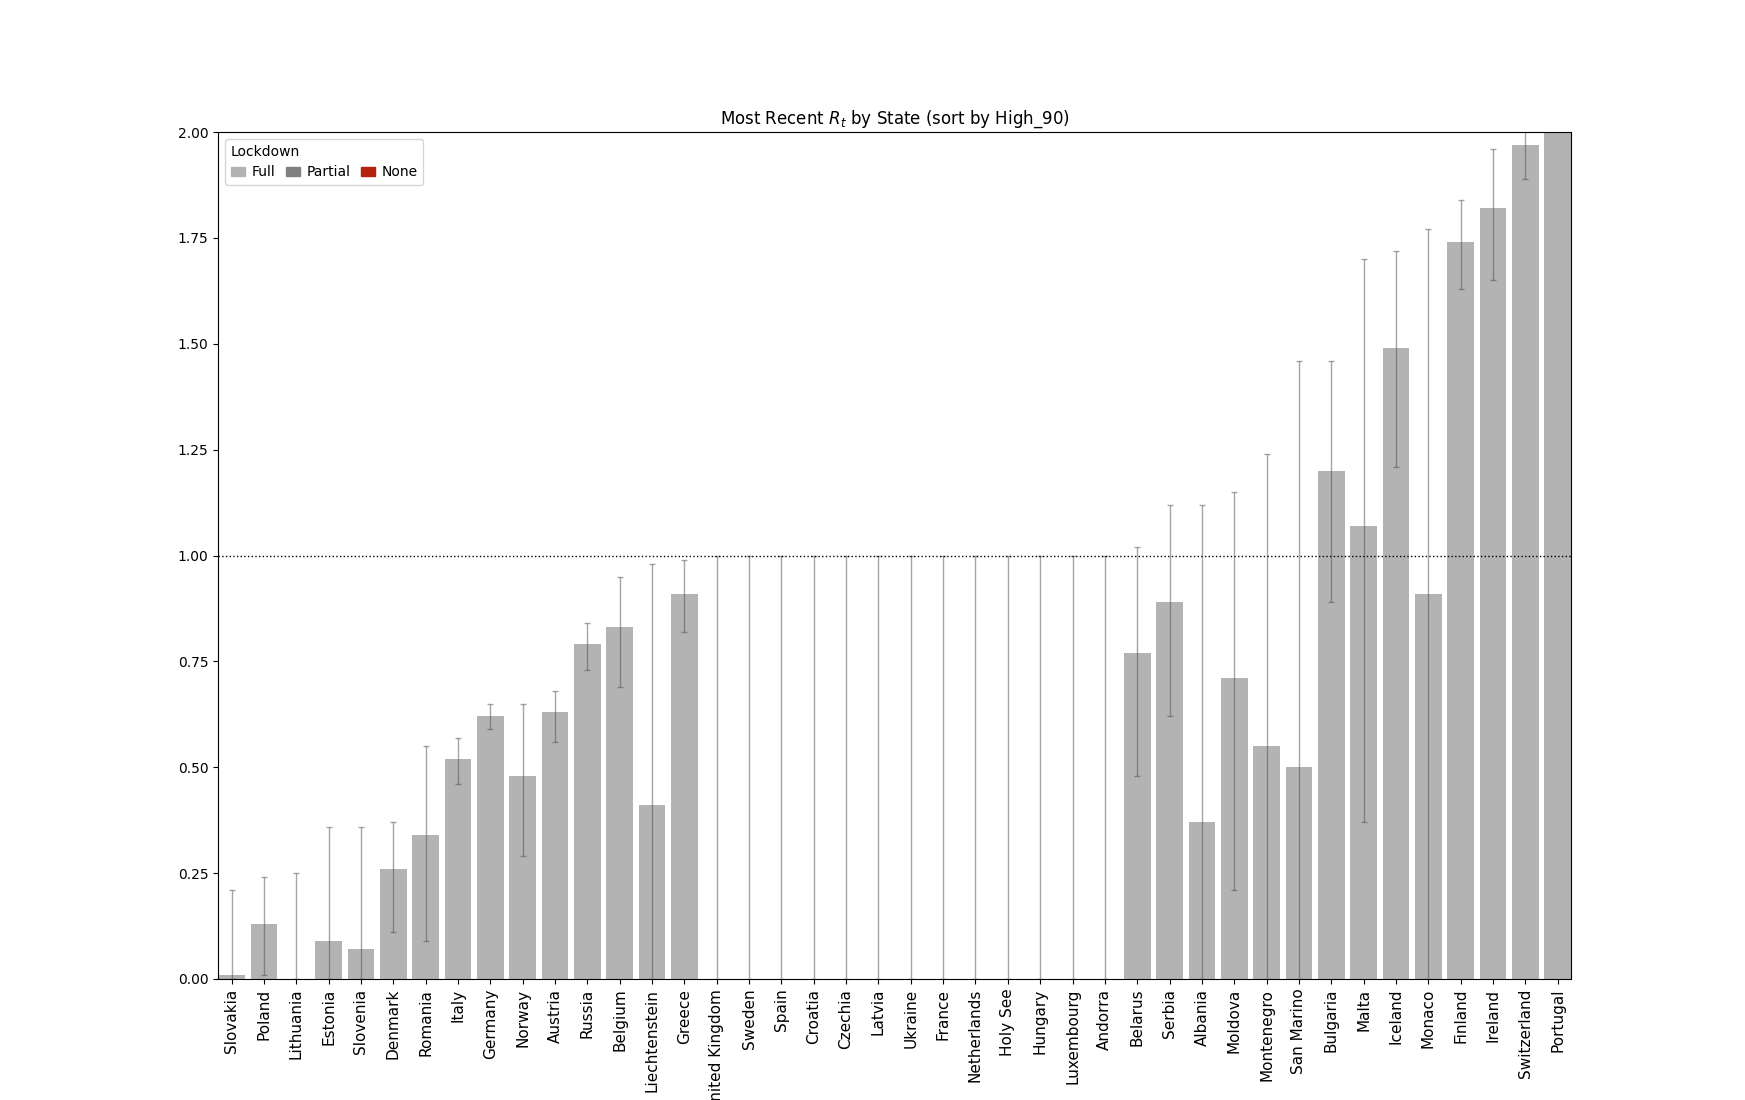 Most Recent R_t by State (sort by High_90)
Lockdown
Full Partial None
2.00
1.75
1.50
1.25
1.00
0.75
0.50
0.25
0.00
Slovakia
Poland
Lithuania
Estonia
Slovenia
Denmark
Romania
Italy
Germany
Norway
Austria
Russia
Belgium
Liechtenstein
Greece
nited Kingdom
Sweden
Spain
Croatia
Czechia
Latvia
Ukraine
France
Netherlands
Holy See
Hungary
Luxembourg
Andorra
Belarus
Serbia
Albania
Moldova
Montenegro
San Marino
Bulgaria
Malta
Iceland
Monaco
Finland
Ireland
Switzerland
Portugal